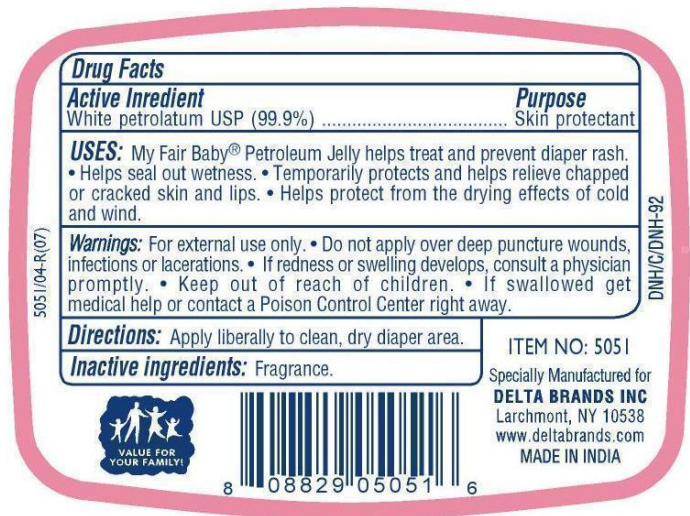 Drug Facts
Active Inredient Purpose
White petrolatum USP (99.9%) ..................................... Skin protectant
USES: My Fair Baby® Petroleum Jelly helps treat and prevent diaper rash.
• Helps seal out wetness. • Temporarily protects and helps relieve chapped
or cracked skin and lips. • Helps protect from the drying effects of cold
and wind.
Warnings: For external use only. • Do not apply over deep puncture wounds,
infections or lacerations. • If redness or swelling develops, consult a physician
promptly. • Keep out of reach of children. • If swallowed get
medical help or contact a Poison Control Center right away.
Directions: Apply liberally to clean, dry diaper area.
Inactive ingredients: Fragrance.
5051/04-R(07)
DNH/C/DNH-92
ITEM NO: 5051
Specially Manufactured for
DELTA BRANDS INC
Larchmont, NY 10538
www.deltabrands.com
MADE IN INDIA
VALUE FOR
YOUR FAMILY!
8 08829 05051 6